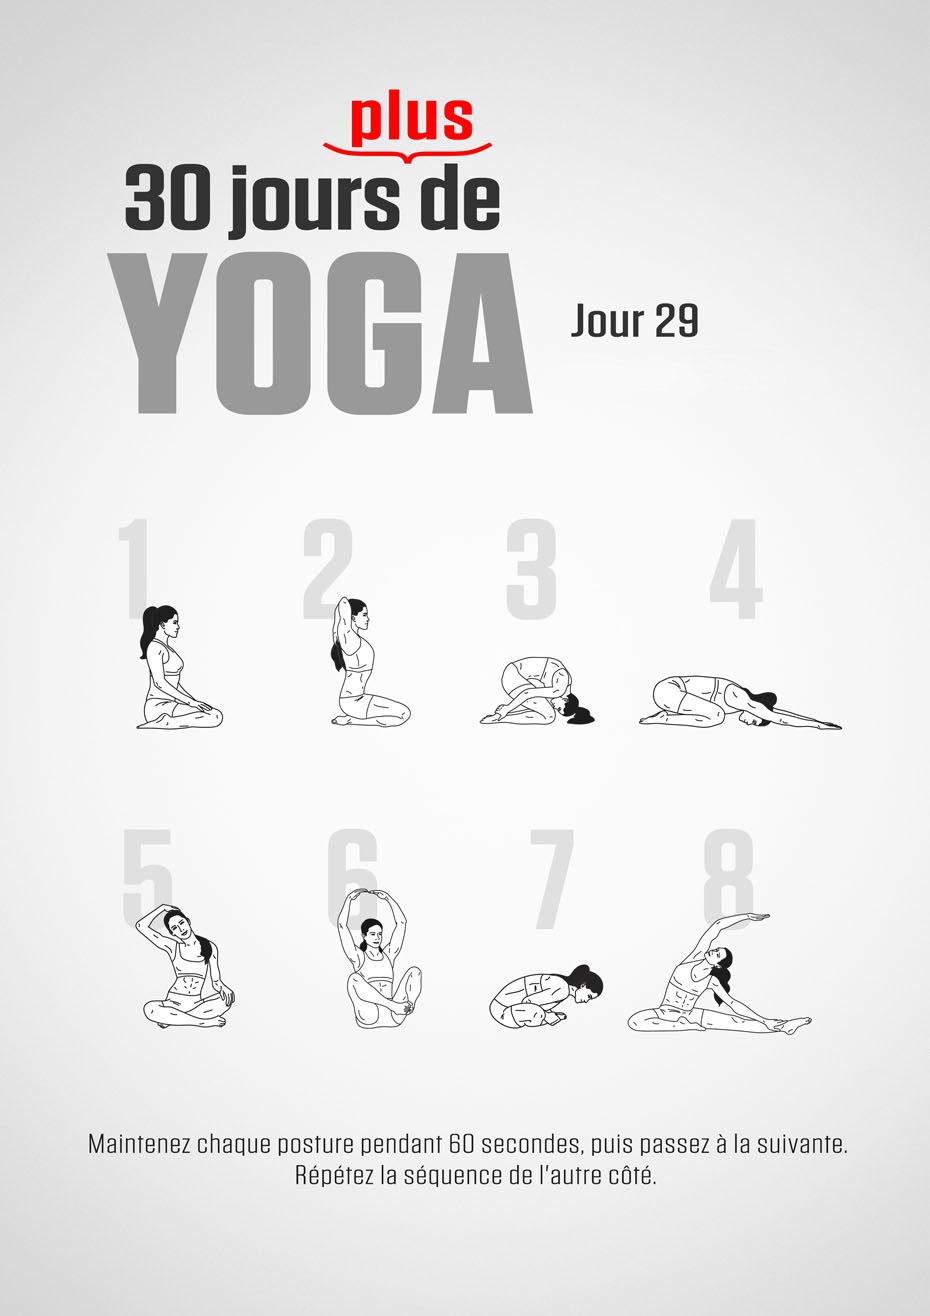 plus
30 jours de
YOGA
Jour 29
1 2 3 4
5 6 7 8
Maintenez chaque posture pendant 60 secondes, puis passez à la suivante.
Répétez la séquence de l'autre côté.